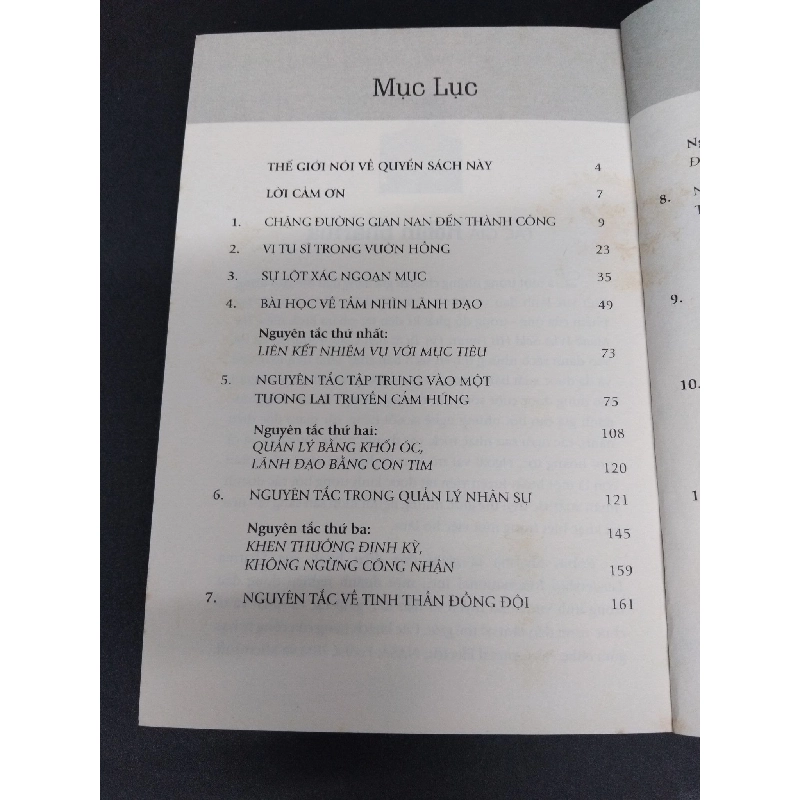 Mục Lục
THẾ GIỚI NÓI VỀ QUYỂN SÁCH NÀY 4
LỜI CẢM ƠN 7
1. CHẶNG ĐƯỜNG GIAN NAN ĐẾN THÀNH CÔNG 9
2. VỊ TU SĨ TRONG VƯỜN HỒNG 23
3. SỰ LỘT XÁC NGOẠN MỤC 35
4. BÀI HỌC VỀ TẦM NHÌN LÃNH ĐẠO 49
Nguyên tắc thứ nhất:
LIÊN KẾT NHIỆM VỤ VỚI MỤC TIÊU 73
5. NGUYÊN TẮC TẬP TRUNG VÀO MỘT
TƯƠNG LAI TRUYỀN CẢM HỨNG 75
Nguyên tắc thứ hai: 108
QUẢN LÝ BẰNG KHỐI ÓC,
LÃNH ĐẠO BẰNG CON TIM 120
6. NGUYÊN TẮC TRONG QUẢN LÝ NHÂN SỰ 121
Nguyên tắc thứ ba: 145
KHEN THƯỞNG ĐỊNH KỲ,
KHÔNG NGỪNG CÔNG NHẬN 159
7. NGUYÊN TẮC VỀ TINH THẦN ĐỒNG ĐỘI 161
8.
9.
10.